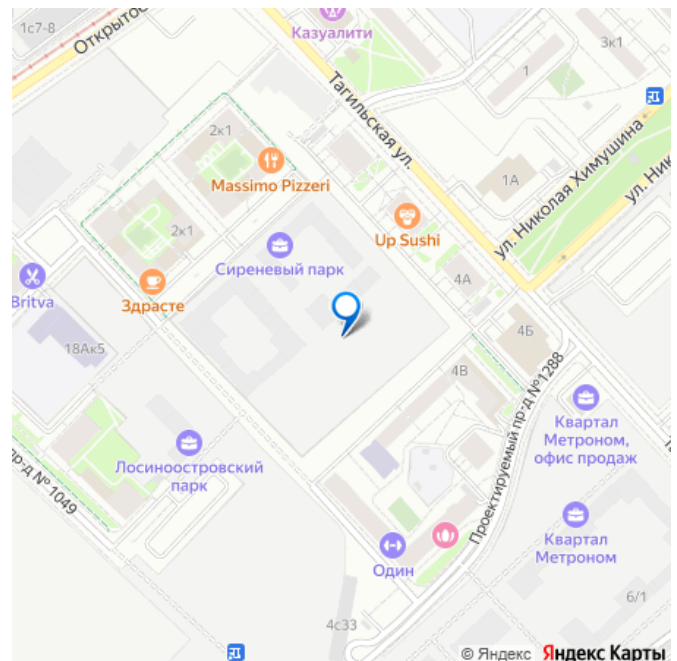 1с7-8
Открытое
Казуалити
3к1
1
Тагильская ул.
2к1
Massimo Pizzeri
1А
ул. Николая Химушина
ул. Ник
2к1
Up Sushi
Сиреневый парк
4А
Britva
Здрасте
18Ак5
4Б
4В
Проектируемый пр-д №1288
Квартал
Метроном,
офис продаж
Лосиноостровский
парк
пр-д № 1049
Квартал
Метроном
Один
6/1
4с33
© Яндекс Яндекс Карты